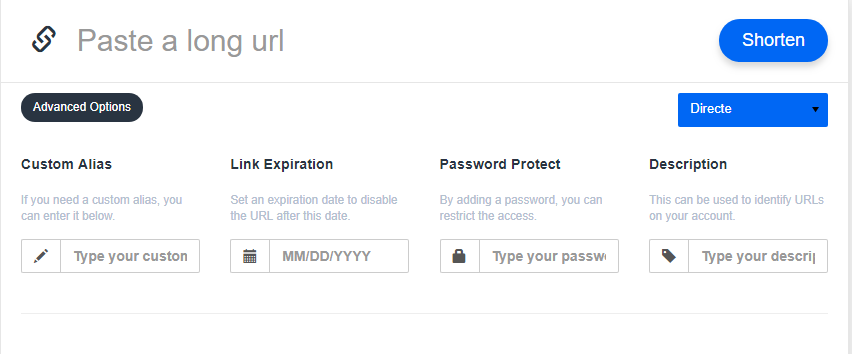 Paste a long url
Shorten
Advanced Options
Directe
Custom Alias
If you need a custom alias, you
can enter it below.
Type your custom
Link Expiration
Set an expiration date to disable
the URL after this date.
MM/DD/YYYY
Password Protect
By adding a password, you can
restrict the access.
Type your passw
Description
This can be used to identify URLs
on your account.
Type your descrip